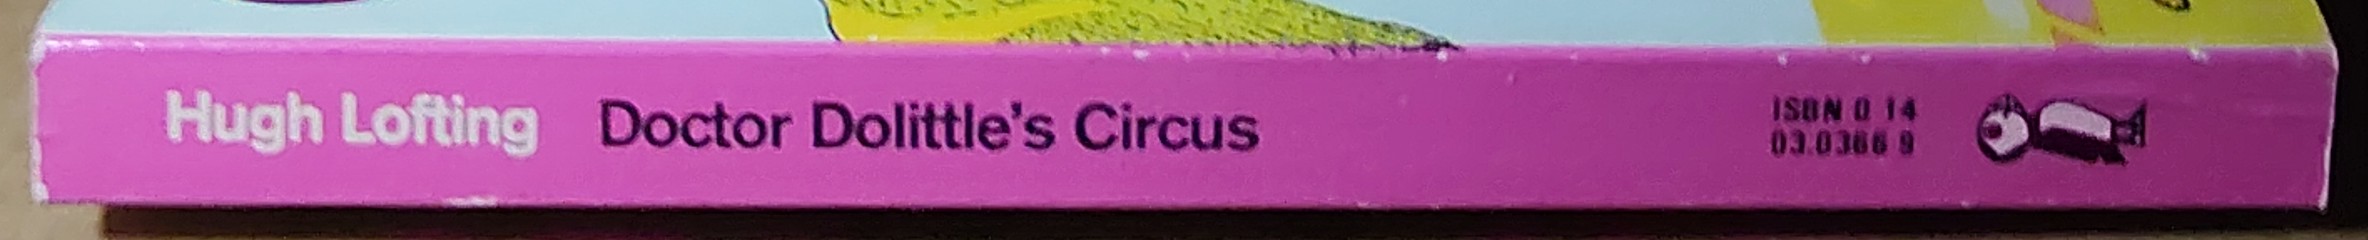 Hugh Lofting Doctor Dolittle's Circus
ISBN 0 14
03.0366 9